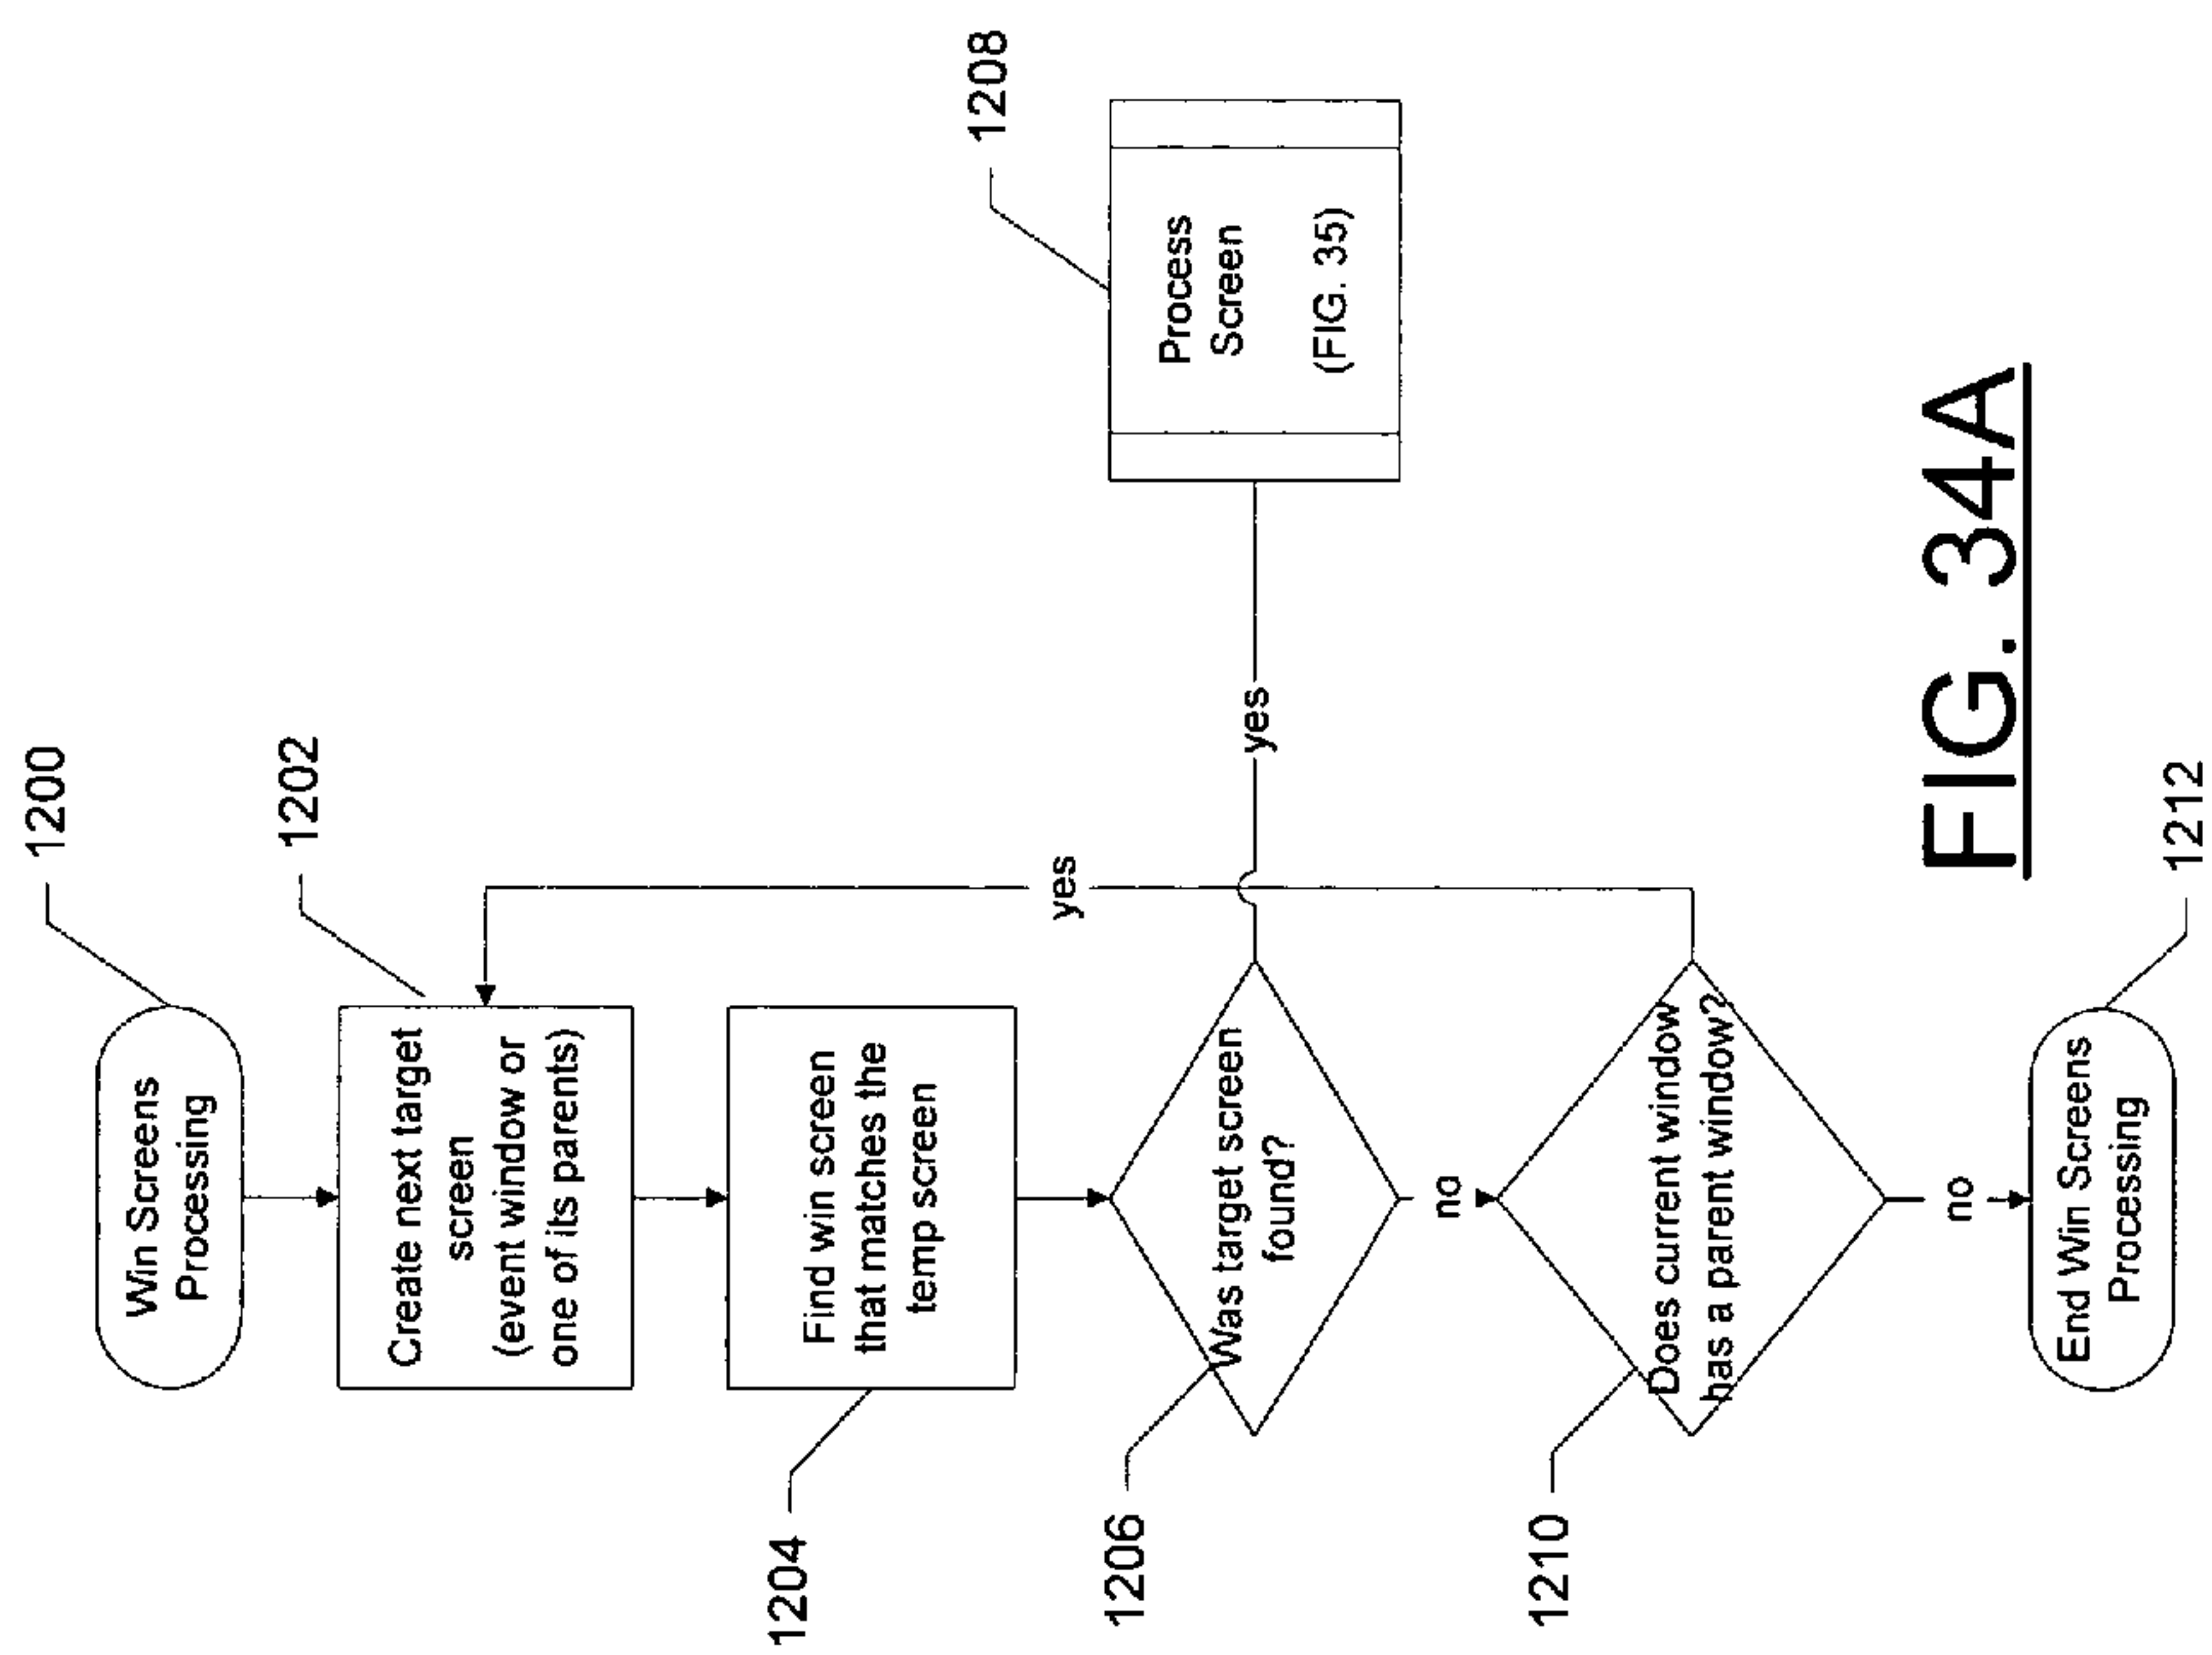 1200
Win Screens
Processing
1202
Create next target
screen
(event window or
one of its parents)
1204
Find win screen
that matches the
temp screen
1206
Was target screen
found?
yes
yes
1208
Process
Screen
(FIG. 35)
no
1210
Does current window
has a parent window?
no
1212
End Win Screens
Processing
FIG. 34A